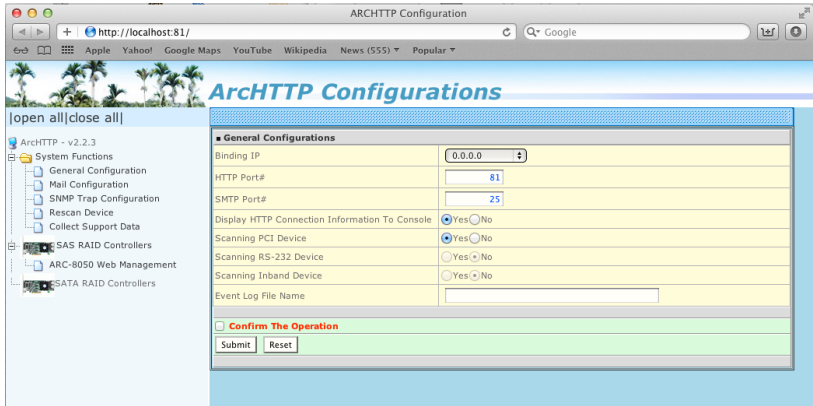 ARCHTTP Configuration
http://localhost:81/
Google
Apple Yahoo! Google Maps YouTube Wikipedia News (555) Popular
ArcHTTP Configurations
|open all|close all|
ArcHTTP - v2.2.3
System Functions
General Configuration
Mail Configuration
SNMP Trap Configuration
Rescan Device
Collect Support Data
SAS RAID Controllers
ARC-8050 Web Management
SATA RAID Controllers
General Configurations
Binding IP 0.0.0.0
HTTP Port# 81
SMTP Port# 25
Display HTTP Connection Information To Console Yes No
Scanning PCI Device Yes No
Scanning RS-232 Device Yes No
Scanning Inband Device Yes No
Event Log File Name
Confirm The Operation
Submit Reset